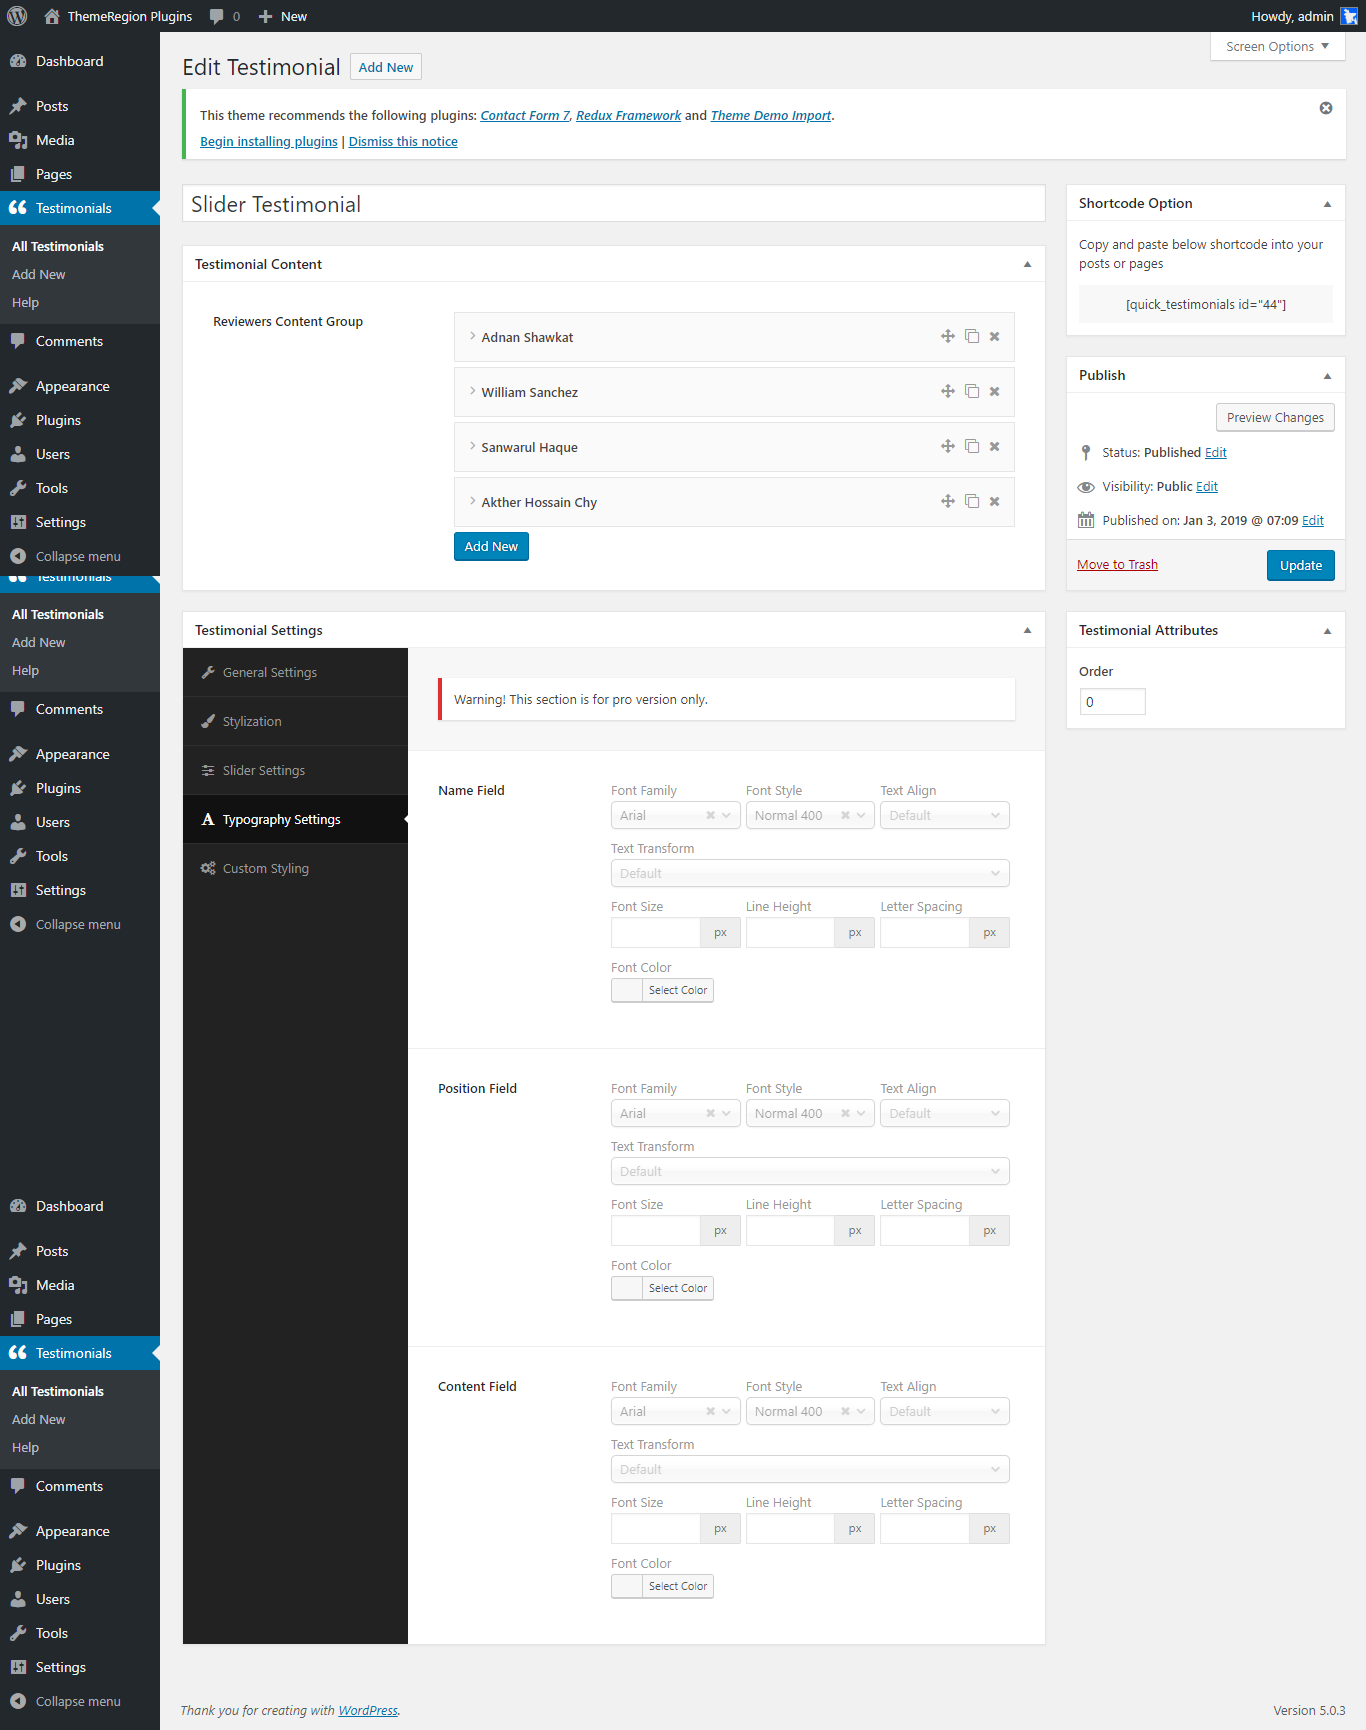 ThemeRegion Plugins 0 New Howdy, admin
Screen Options
Dashboard
Posts
Media
Pages
Testimonials
All Testimonials
Add New
Help
Comments
Appearance
Plugins
Users
Tools
Settings
Collapse menu
Testimonials
All Testimonials
Add New
Help
Comments
Appearance
Plugins
Users
Tools
Settings
Collapse menu
Dashboard
Posts
Media
Pages
Testimonials
All Testimonials
Add New
Help
Comments
Appearance
Plugins
Users
Tools
Settings
Collapse menu
Edit Testimonial Add New
This theme recommends the following plugins: Contact Form 7, Redux Framework and Theme Demo Import.
Begin installing plugins | Dismiss this notice
Slider Testimonial
Testimonial Content
Reviewers Content Group
Adnan Shawkat
William Sanchez
Sanwarul Haque
Akther Hossain Chy
Add New
Testimonial Settings
General Settings
Stylization
Slider Settings
Typography Settings
Custom Styling
Warning! This section is for pro version only.
Name Field
Font Family Font Style Text Align
Arial Normal 400 Default
Text Transform
Default
Font Size Line Height Letter Spacing
px px px
Font Color
Select Color
Position Field
Font Family Font Style Text Align
Arial Normal 400 Default
Text Transform
Default
Font Size Line Height Letter Spacing
px px px
Font Color
Select Color
Content Field
Font Family Font Style Text Align
Arial Normal 400 Default
Text Transform
Default
Font Size Line Height Letter Spacing
px px px
Font Color
Select Color
Shortcode Option
Copy and paste below shortcode into your
posts or pages
[quick_testimonials id="44"]
Publish
Preview Changes
Status: Published Edit
Visibility: Public Edit
Published on: Jan 3, 2019 @ 07:09 Edit
Move to Trash Update
Testimonial Attributes
Order
0
Thank you for creating with WordPress. Version 5.0.3